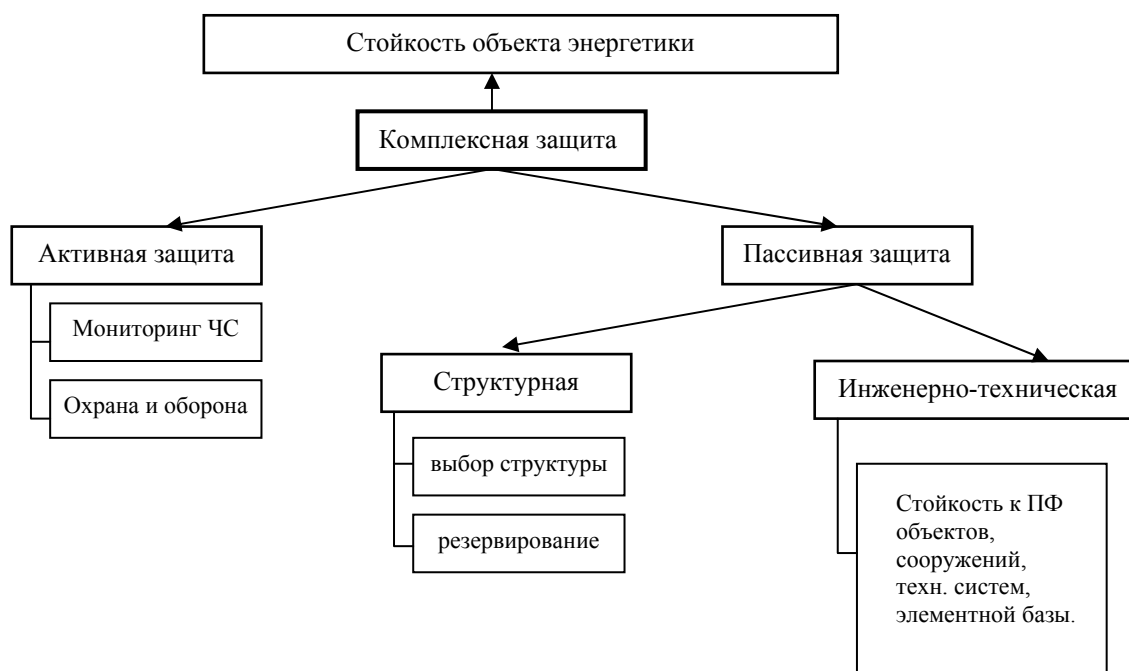 Стойкость объекта энергетики
Комплексная защита
Активная защита
Пассивная защита
Мониторинг ЧС
Охрана и оборона
Структурная
Инженерно-техническая
выбор структуры
резервирование
Стойкость к ПФ
объектов,
сооружений,
техн. систем,
элементной базы.